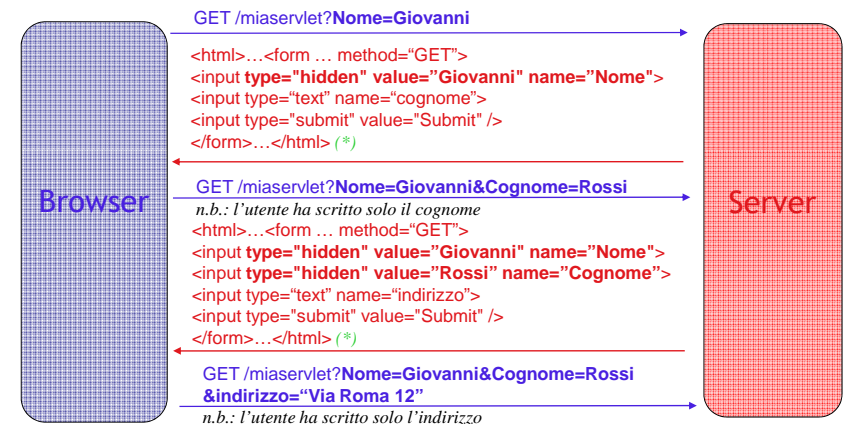 GET /miaservlet?Nome=Giovanni
<html>…<form … method=“GET”>
<input type="hidden" value=”Giovanni" name=”Nome">
<input type=“text” name=“cognome”>
<input type="submit" value="Submit" />
</form>…</html> (*)
Browser
Server
GET /miaservlet?Nome=Giovanni&Cognome=Rossi
n.b.: l’utente ha scritto solo il cognome
<html>…<form … method=“GET”>
<input type="hidden" value=”Giovanni" name=”Nome">
<input type="hidden" value=”Rossi” name=”Cognome”>
<input type=“text” name=“indirizzo”>
<input type="submit" value="Submit" />
</form>…</html> (*)
GET /miaservlet?Nome=Giovanni&Cognome=Rossi
&indirizzo=“Via Roma 12”
n.b.: l’utente ha scritto solo l’indirizzo